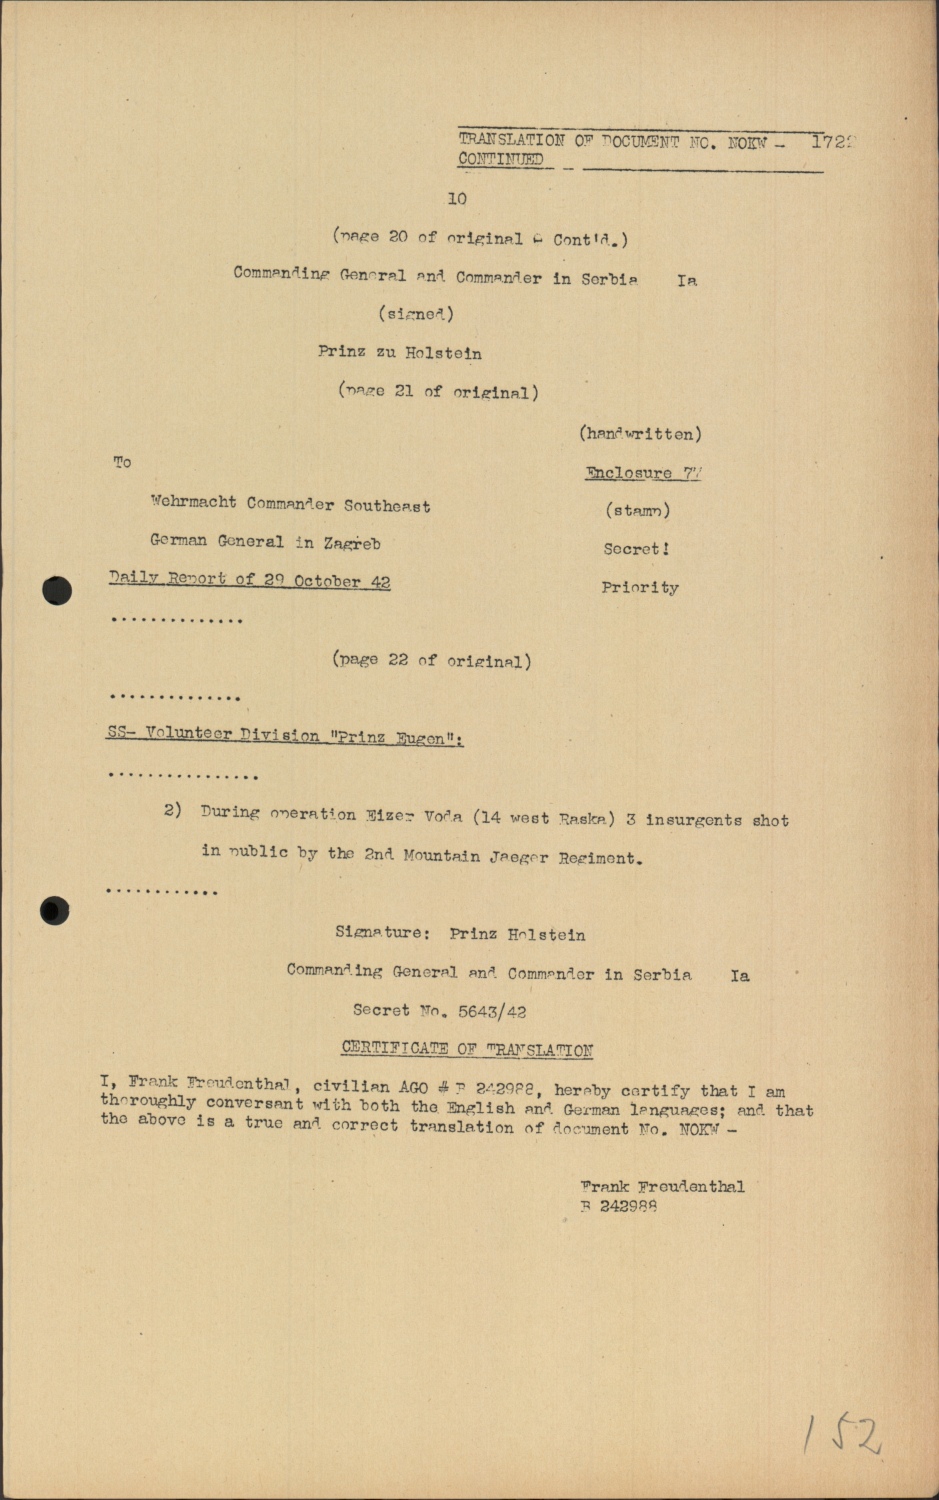 TRANSLATION OF DOCUMENT NO. NOKW - 172
CONTINUED
10
(page 20 of original - Cont'd.)
Commanding General and Commander in Serbia Ia
(signed)
Prinz zu Holstein
(page 21 of original)
(handwritten)
To
Enclosure
Wehrmacht Commander Southeast
(stamp)
German General in Zagreb
Secret!
Daily Report of 29 October 42
Priority
..............
(page 22 of original)
..............
SS- Volunteer Division "Prinz Eugen":
................
2) During operation Eizer Voda (14 west Raska) 3 insurgents shot
in public by the 2nd Mountain Jaeger Regiment.
............
Signature: Prinz Holstein
Commanding General and Commander in Serbia Ia
Secret No. 5643/42
CERTIFICATE OF TRANSLATION
I, Frank Freudenthal, civilian AGO # B 242988, hereby certify that I am
thoroughly conversant with both the English and German languages; and that
the above is a true and correct translation of document No. NOKW -
Frank Freudenthal
B 242988
152